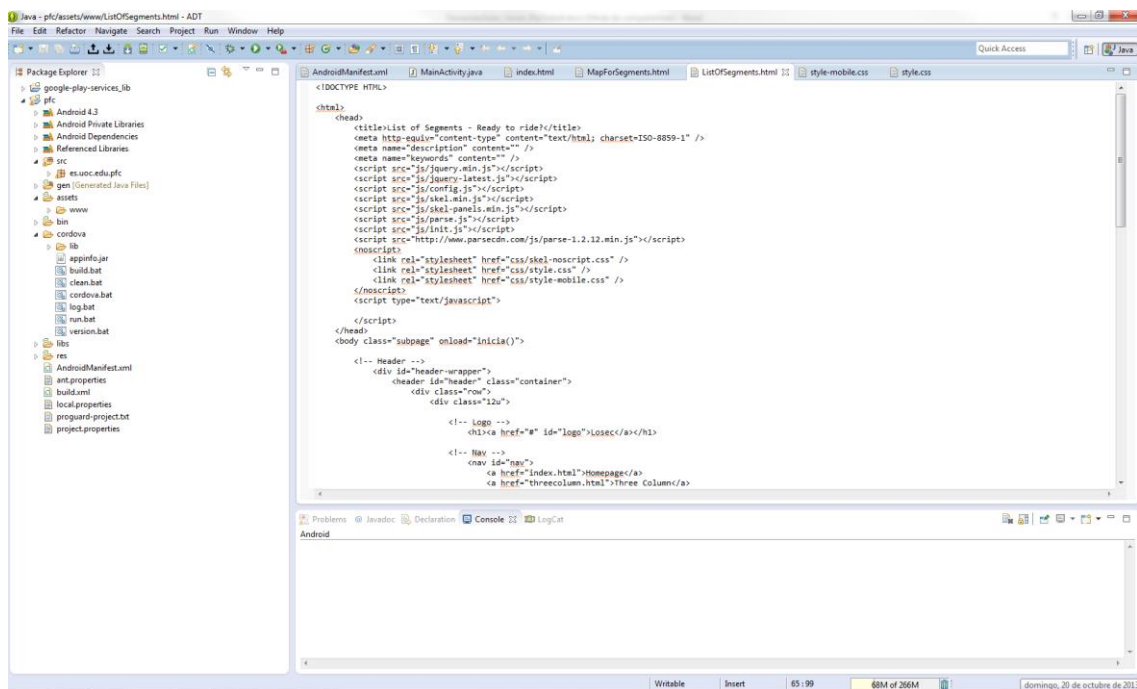 Java - pfc/assets/www/ListOfSegments.html - ADT
File Edit Refactor Navigate Search Project Run Window Help
Quick Access
Java
Package Explorer
google-play-services_lib
pfc
Android 4.3
Android Private Libraries
Android Dependencies
Referenced Libraries
src
es.uoc.edu.pfc
gen [Generated Java Files]
assets
www
bin
cordova
lib
appinfo.jar
build.bat
clean.bat
cordova.bat
log.bat
run.bat
version.bat
libs
res
AndroidManifest.xml
ant.properties
build.xml
local.properties
proguard-project.txt
project.properties
AndroidManifest.xml MainActivity.java index.html MapForSegments.html ListOfSegments.html style-mobile.css style.css
<!DOCTYPE HTML>
<html>
<head>
<title>List of Segments - Ready to ride?</title>
<meta http-equiv="content-type" content="text/html; charset=ISO-8859-1" />
<meta name="description" content="" />
<meta name="keywords" content="" />
<script src="js/jquery.min.js"></script>
<script src="js/jquery-latest.js"></script>
<script src="js/config.js"></script>
<script src="js/skel.min.js"></script>
<script src="js/skel-panels.min.js"></script>
<script src="js/parse.js"></script>
<script src="js/init.js"></script>
<script src="http://www.parsecdn.com/js/parse-1.2.12.min.js"></script>
<noscript>
<link rel="stylesheet" href="css/skel-noscript.css" />
<link rel="stylesheet" href="css/style.css" />
<link rel="stylesheet" href="css/style-mobile.css" />
</noscript>
<script type="text/javascript">
</script>
</head>
<body class="subpage" onload="inicia()">
<!-- Header -->
<div id="header-wrapper">
<header id="header" class="container">
<div class="row">
<div class="12u">
<!-- Logo -->
<h1><a href="#" id="logo">Losec</a></h1>
<!-- Nav -->
<nav id="nav">
<a href="index.html">Homepage</a>
<a href="threecolumn.html">Three Column</a>
Problems @ Javadoc Declaration Console LogCat
Android
Writable Insert 65 : 99 68M of 266M domingo, 20 de octubre de 2013